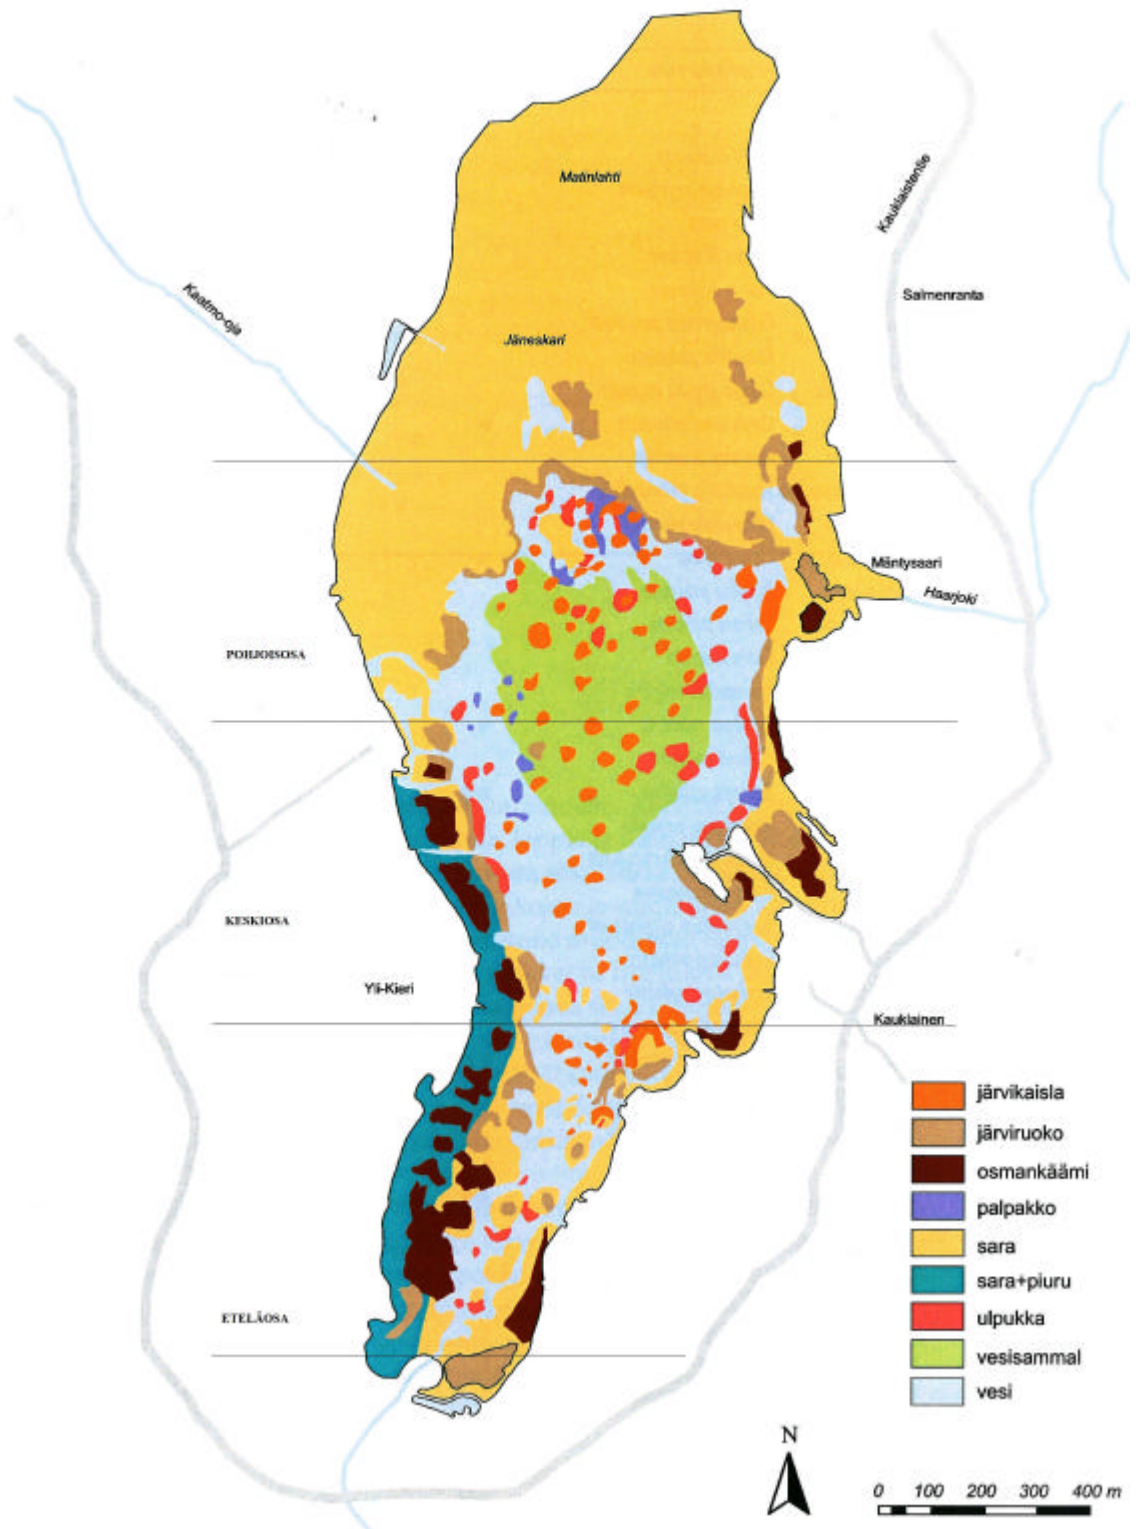 Matinlahti
Kauklaistentie
Kaatmo-oja
Salmenranta
Jäneskari
Mäntysaari
Haarjoki
POHJOISOSA
KESKIOSA
Yli-Kieri
Kauklainen
järvikaisla
järviruoko
osmankäämi
palpakko
sara
sara+piuru
ulpukka
vesisammal
vesi
ETELÄOSA
N
0 100 200 300 400 m